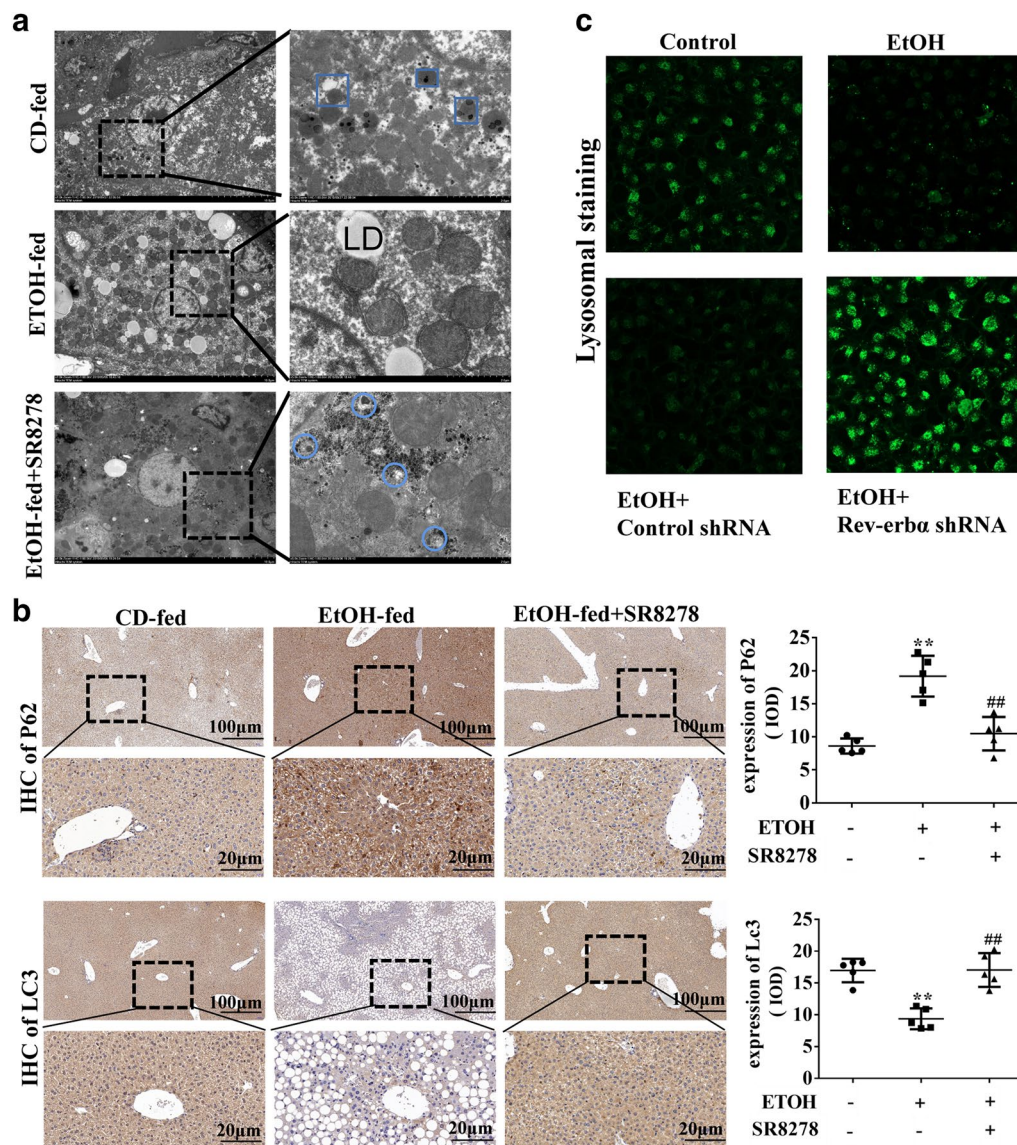 a
CD-fed
ETOH-fed
LD
EtOH-fed+SR8278
c
Control
EtOH
Lysosomal staining
EtOH+
Control shRNA
EtOH+
Rev-erbα shRNA
b
CD-fed
EtOH-fed
EtOH-fed+SR8278
IHC of P62
100μm
100μm
100μm
20μm
20μm
20μm
expression of P62
( IOD)
25
20
15
10
5
0
**
##
ETOH - + +
SR8278 - - +
IHC of LC3
100μm
100μm
100μm
20μm
20μm
20μm
expression of Lc3
( IOD)
25
20
15
10
5
0
**
##
ETOH - + +
SR8278 - - +